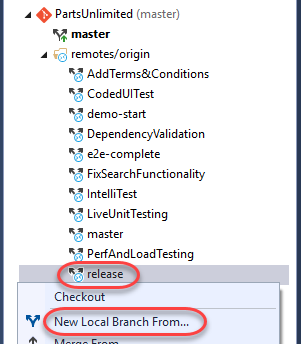 PartsUnlimited (master)
master
remotes/origin
AddTerms&Conditions
CodedUITest
demo-start
DependencyValidation
e2e-complete
FixSearchFunctionality
IntelliTest
LiveUnitTesting
master
PerfAndLoadTesting
release
Checkout
New Local Branch From...
Merge From...